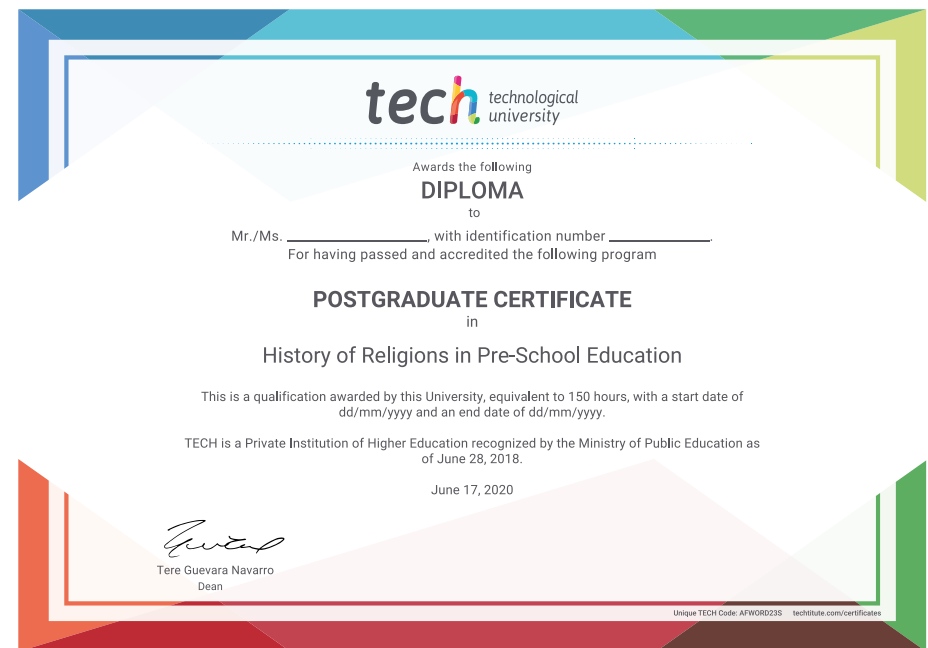 tech technological
university
Awards the following
DIPLOMA
to
Mr./Ms. ____________________, with identification number ______________.
For having passed and accredited the following program
POSTGRADUATE CERTIFICATE
in
History of Religions in Pre-School Education
This is a qualification awarded by this University, equivalent to 150 hours, with a start date of
dd/mm/yyyy and an end date of dd/mm/yyyy.
TECH is a Private Institution of Higher Education recognized by the Ministry of Public Education as
of June 28, 2018.
June 17, 2020
Tere Guevara Navarro
Dean
Unique TECH Code: AFWORD23S techtitute.com/certificates